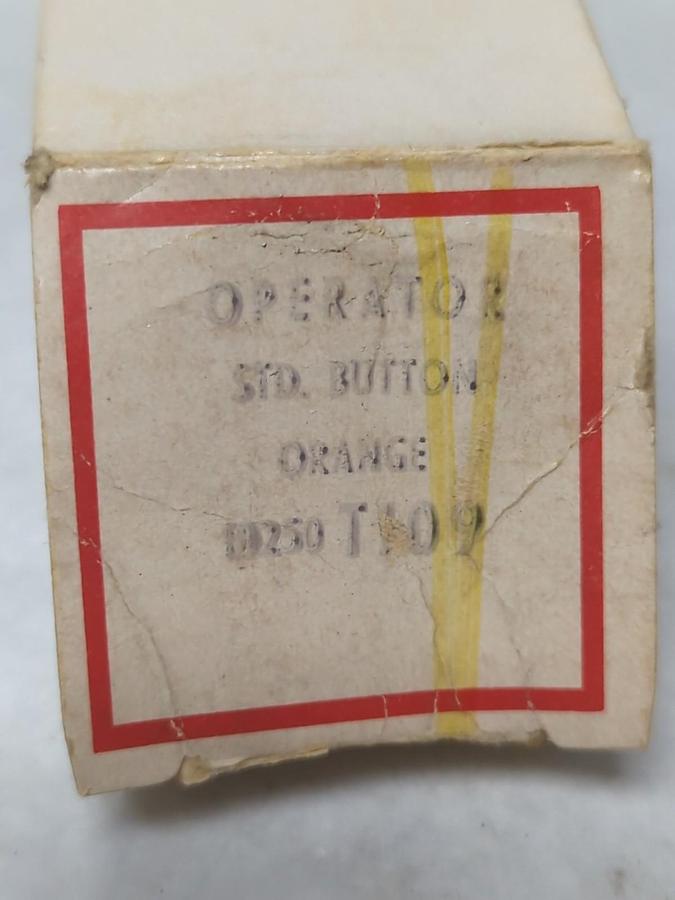 OPERATOR
STD. BUTTON
ORANGE
10250 T109